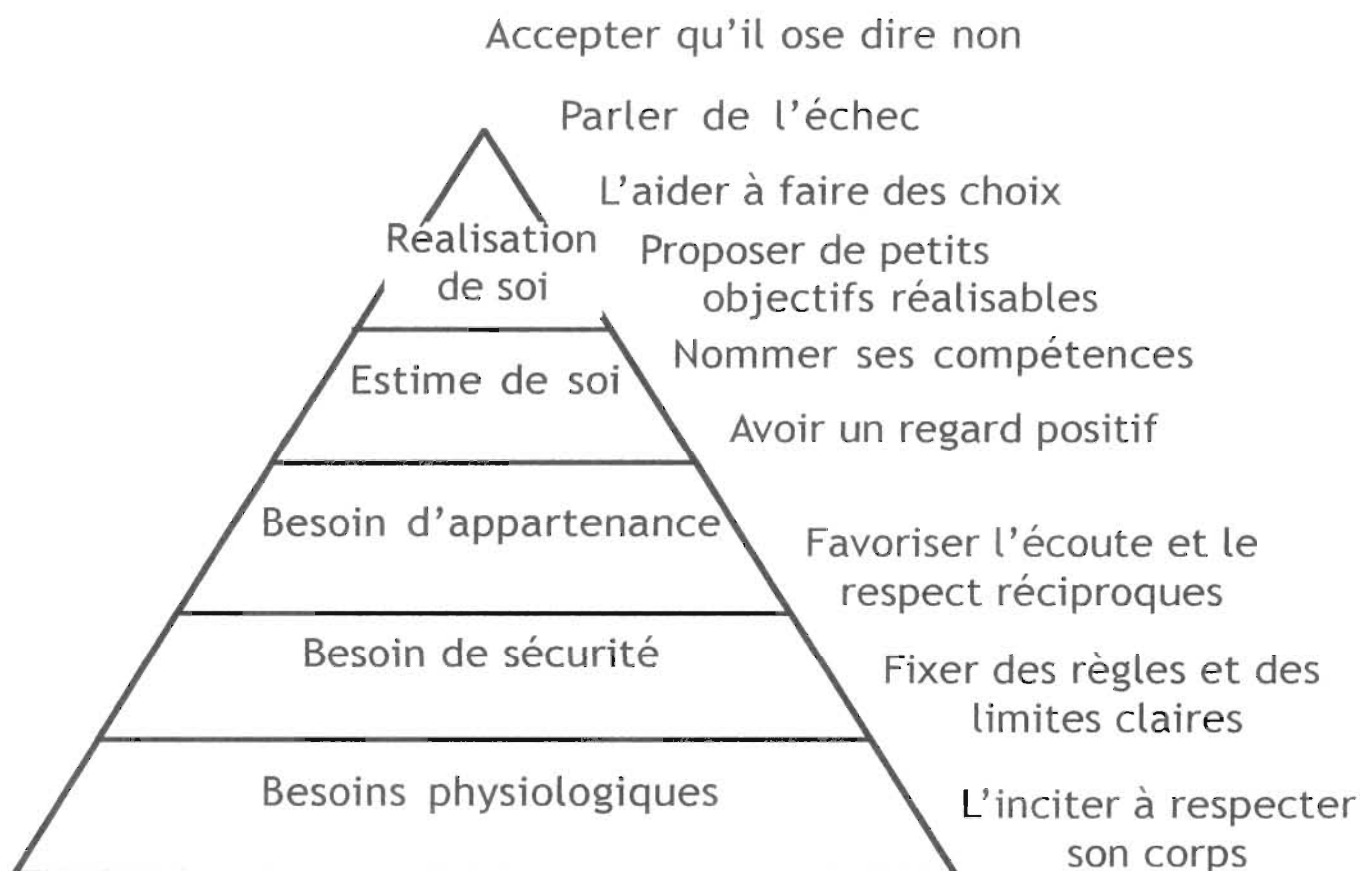 Accepter qu'il ose dire non
Parler de l'échec
L'aider à faire des choix
Réalisation
de soi
Proposer de petits
objectifs réalisables
Nommer ses compétences
Estime de soi
Avoir un regard positif
Besoin d'appartenance
Favoriser l'écoute et le
respect réciproques
Besoin de sécurité
Fixer des règles et des
limites claires
Besoins physiologiques
L'inciter à respecter
son corps